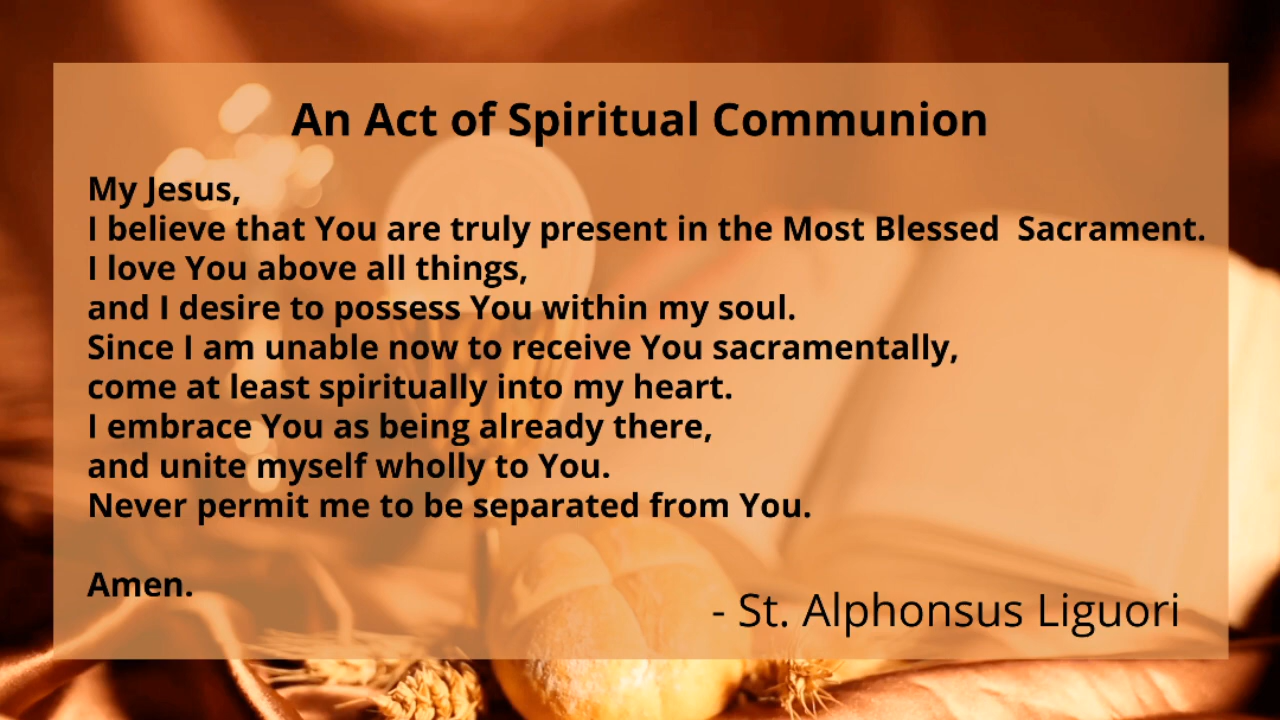 An Act of Spiritual Communion
My Jesus,
I believe that You are truly present in the Most Blessed  Sacrament.
I love You above all things,
and I desire to possess You within my soul.
Since I am unable now to receive You sacramentally,
come at least spiritually into my heart.
I embrace You as being already there,
and unite myself wholly to You.
Never permit me to be separated from You.
Amen.
- St. Alphonsus Liguori